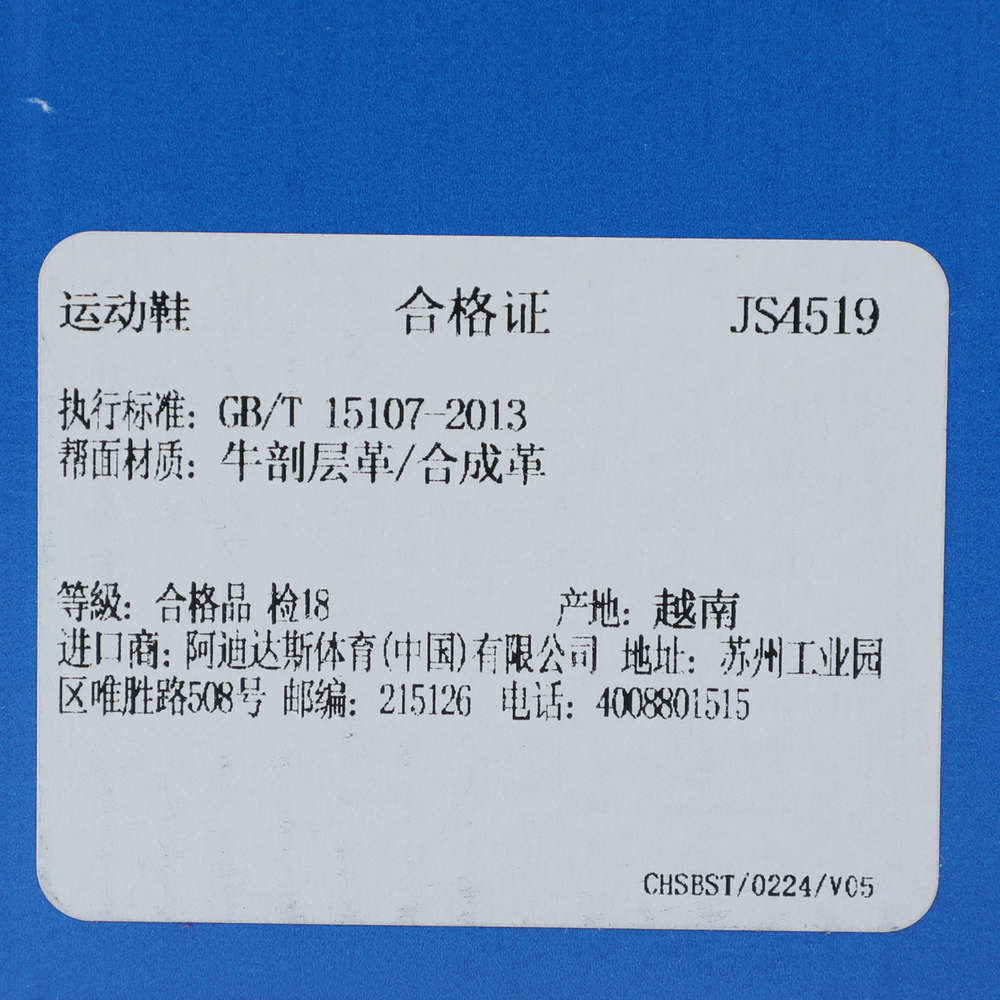 运动鞋 合格证 JS4519
执行标准: GB/T 15107-2013
帮面材质: 牛剖层革/合成革
等级: 合格品 检18 产地: 越南
进口商: 阿迪达斯体育(中国)有限公司 地址: 苏州工业园
区唯胜路508号 邮编: 215126 电话: 4008801515
CHSBST/0224/V05